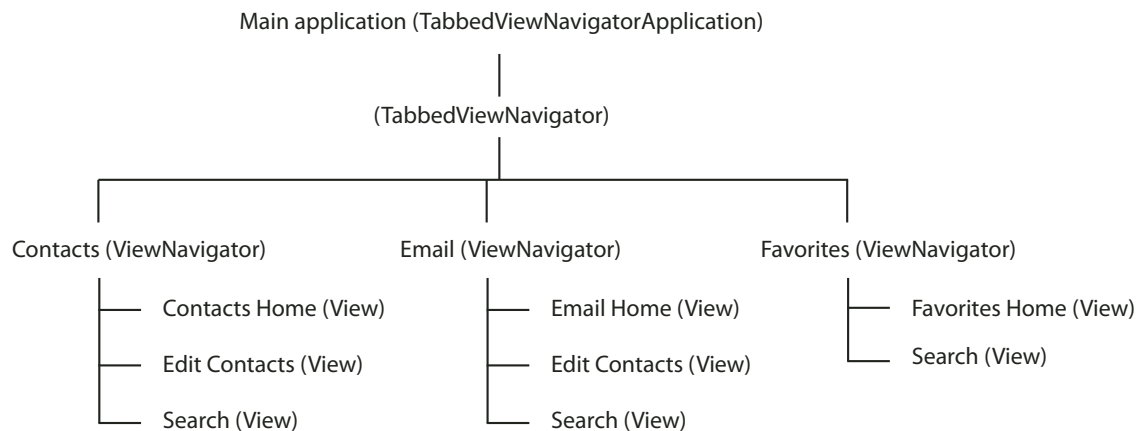 Main application (TabbedViewNavigatorApplication)
(TabbedViewNavigator)
Contacts (ViewNavigator)
Contacts Home (View)
Edit Contacts (View)
Search (View)
Email (ViewNavigator)
Email Home (View)
Edit Contacts (View)
Search (View)
Favorites (ViewNavigator)
Favorites Home (View)
Search (View)